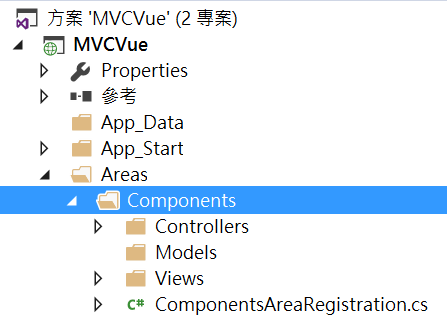 方案 'MVCVue' (2 專案)
MVCVue
Properties
參考
App_Data
App_Start
Areas
Components
Controllers
Models
Views
C# ComponentsAreaRegistration.cs